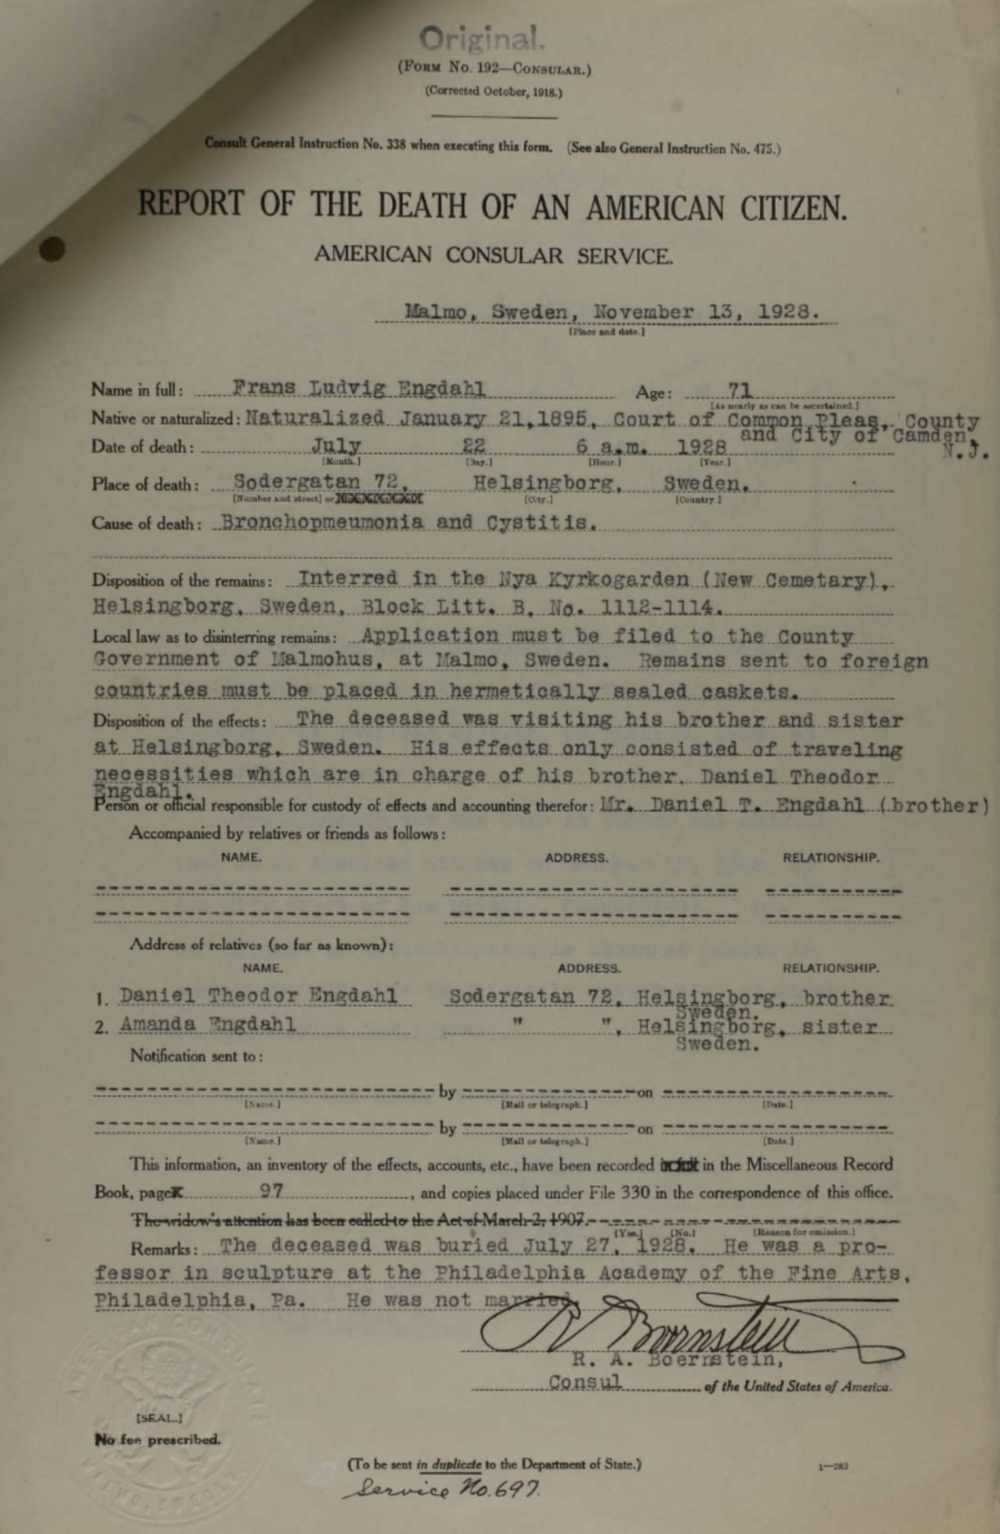 Original.
(Form No. 192—Consular.)
(Corrected October, 1918.)
Consult General Instruction No. 338 when executing this form. (See also General Instruction No. 475.)
REPORT OF THE DEATH OF AN AMERICAN CITIZEN.
AMERICAN CONSULAR SERVICE.
Malmo, Sweden, November 13, 1928.
[Place and date.]
Name in full: Frans Ludvig Engdahl Age: 71
[As nearly as can be ascertained.]
Native or naturalized: Naturalized January 21,1895, Court of Common Pleas, County
and City of Camden,
N.J.
Date of death: July 22 6 a.m. 1928
[Month.] [Day.] [Hour.] [Year.]
Place of death: Sodergatan 72, Helsingborg, Sweden.
[Number and street] or [City.] [Country]
Cause of death: Bronchopmeumonia and Cystitis.
Disposition of the remains: Interred in the Nya Kyrkogarden (New Cemetary),
Helsingborg, Sweden, Block Litt. B, No. 1112-1114.
Local law as to disinterring remains: Application must be filed to the County
Government of Malmohus, at Malmo, Sweden. Remains sent to foreign
countries must be placed in hermetically sealed caskets.
Disposition of the effects: The deceased was visiting his brother and sister
at Helsingborg, Sweden. His effects only consisted of traveling
necessities which are in charge of his brother, Daniel Theodor
Engdahl.
Person or official responsible for custody of effects and accounting therefor: Mr. Daniel T. Engdahl (brother)
Accompanied by relatives or friends as follows:
NAME. ADDRESS. RELATIONSHIP.
Address of relatives (so far as known):
NAME. ADDRESS. RELATIONSHIP.
1. Daniel Theodor Engdahl Sodergatan 72, Helsingborg, brother
Sweden.
2. Amanda Engdahl " ", Helsingborg, sister
Sweden.
Notification sent to:
by on
[Name.] [Mail or telegraph.] [Date.]
by on
[Name.] [Mail or telegraph.] [Date.]
This information, an inventory of the effects, accounts, etc., have been recorded in the Miscellaneous Record
Book, page 97, and copies placed under File 330 in the correspondence of this office.
The widow's attention has been called to the Act of March 2, 1907.
[Yes.] [No.] [Reason for omission.]
Remarks: The deceased was buried July 27, 1928. He was a pro-
fessor in sculpture at the Philadelphia Academy of the Fine Arts,
Philadelphia, Pa. He was not married
R. A. Boernstein,
Consul of the United States of America.
[SEAL.]
No fee prescribed.
(To be sent in duplicate to the Department of State.)
1—283
Service No. 697.